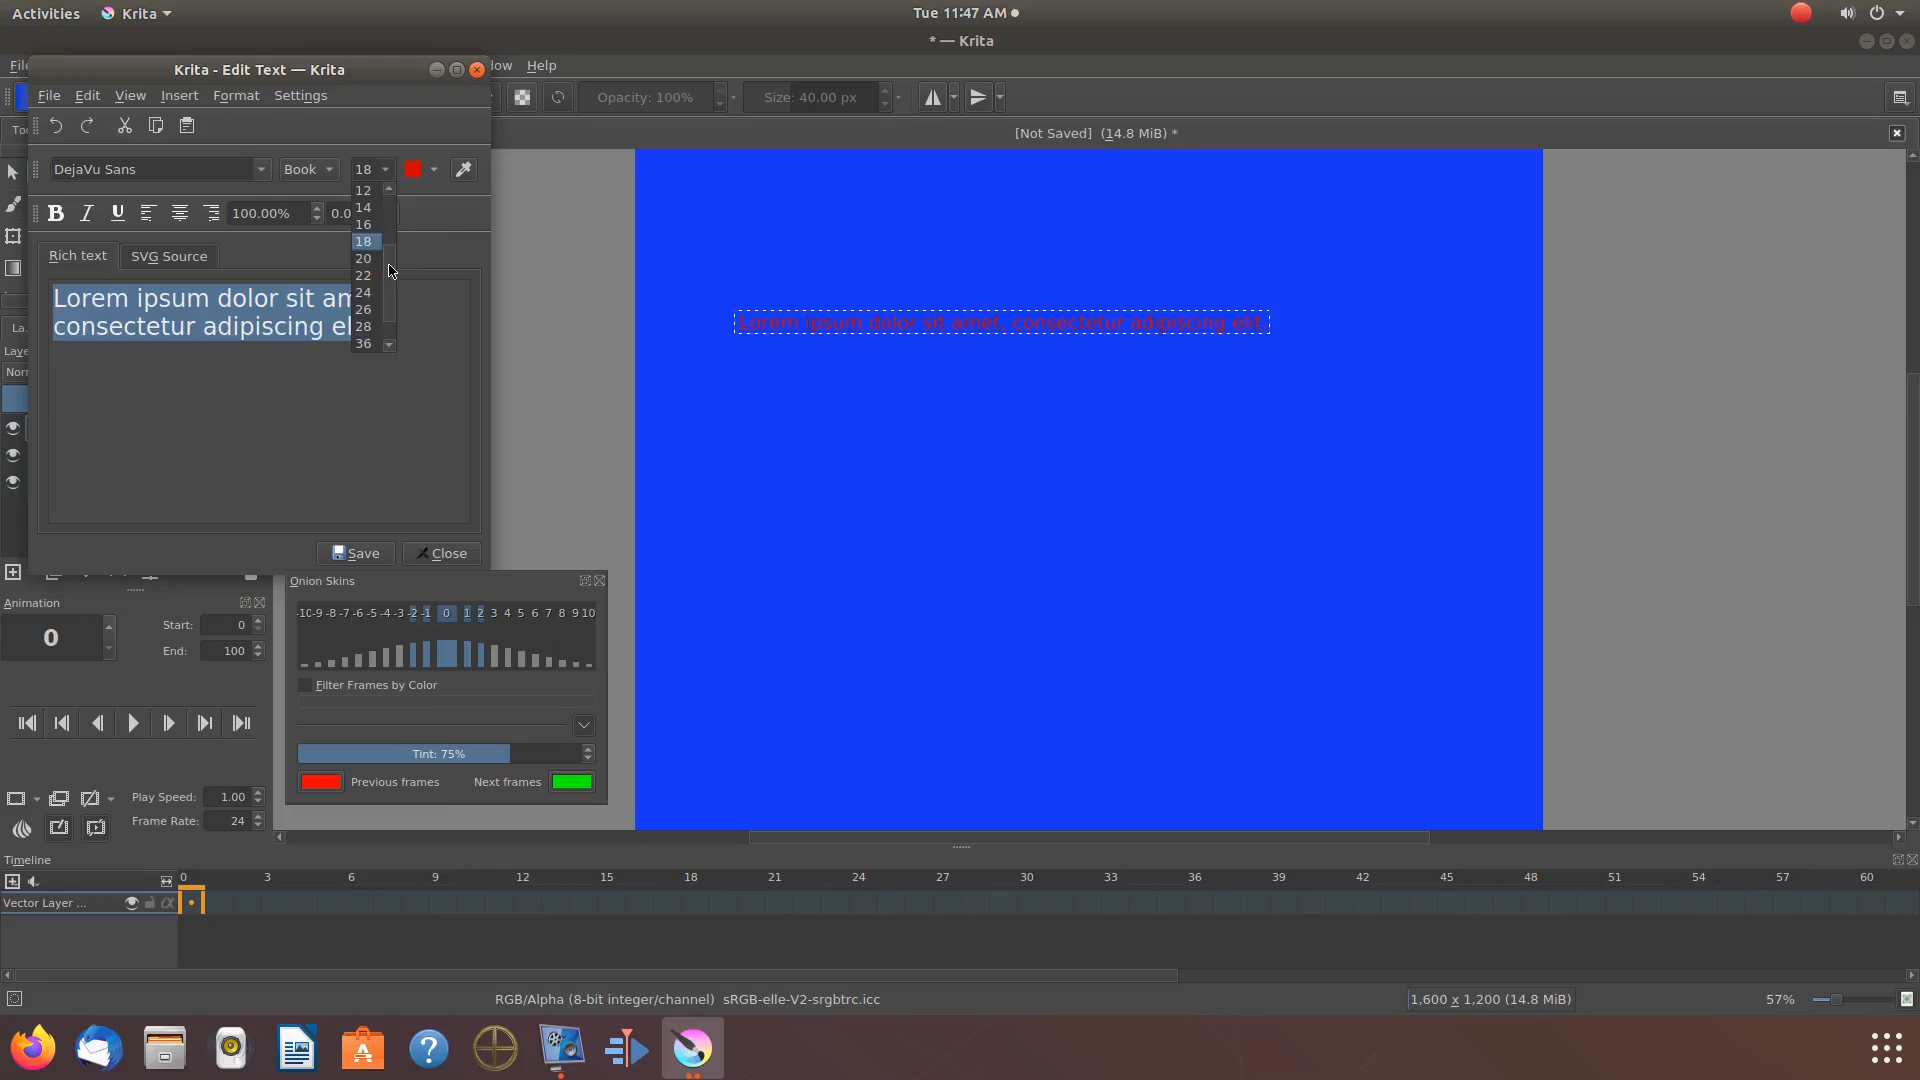 Activities
Krita
Tue 11:47 AM
* — Krita
Krita - Edit Text — Krita
Help
File Edit View Insert Format Settings
Opacity: 100%
Size: 40.00 px
[Not Saved] (14.8 MiB) *
DejaVu Sans
Book
18
12
14
16
18
20
22
24
26
28
36
B I U
100.00%
0.0
Rich text
SVG Source
Lorem ipsum dolor sit am
consectetur adipiscing el
Lorem ipsum dolor sit amet, consectetur adipiscing elit.
Save
Close
Onion Skins
-10 -9 -8 -7 -6 -5 -4 -3 -2 -1 0 1 2 3 4 5 6 7 8 9 10
Filter Frames by Color
Tint: 75%
Previous frames
Next frames
Animation
0
Start: 0
End: 100
Play Speed: 1.00
Frame Rate: 24
Timeline
0 3 6 9 12 15 18 21 24 27 30 33 36 39 42 45 48 51 54 57 60
Vector Layer ...
RGB/Alpha (8-bit integer/channel) sRGB-elle-V2-srgbtrc.icc
1,600 x 1,200 (14.8 MiB)
57%